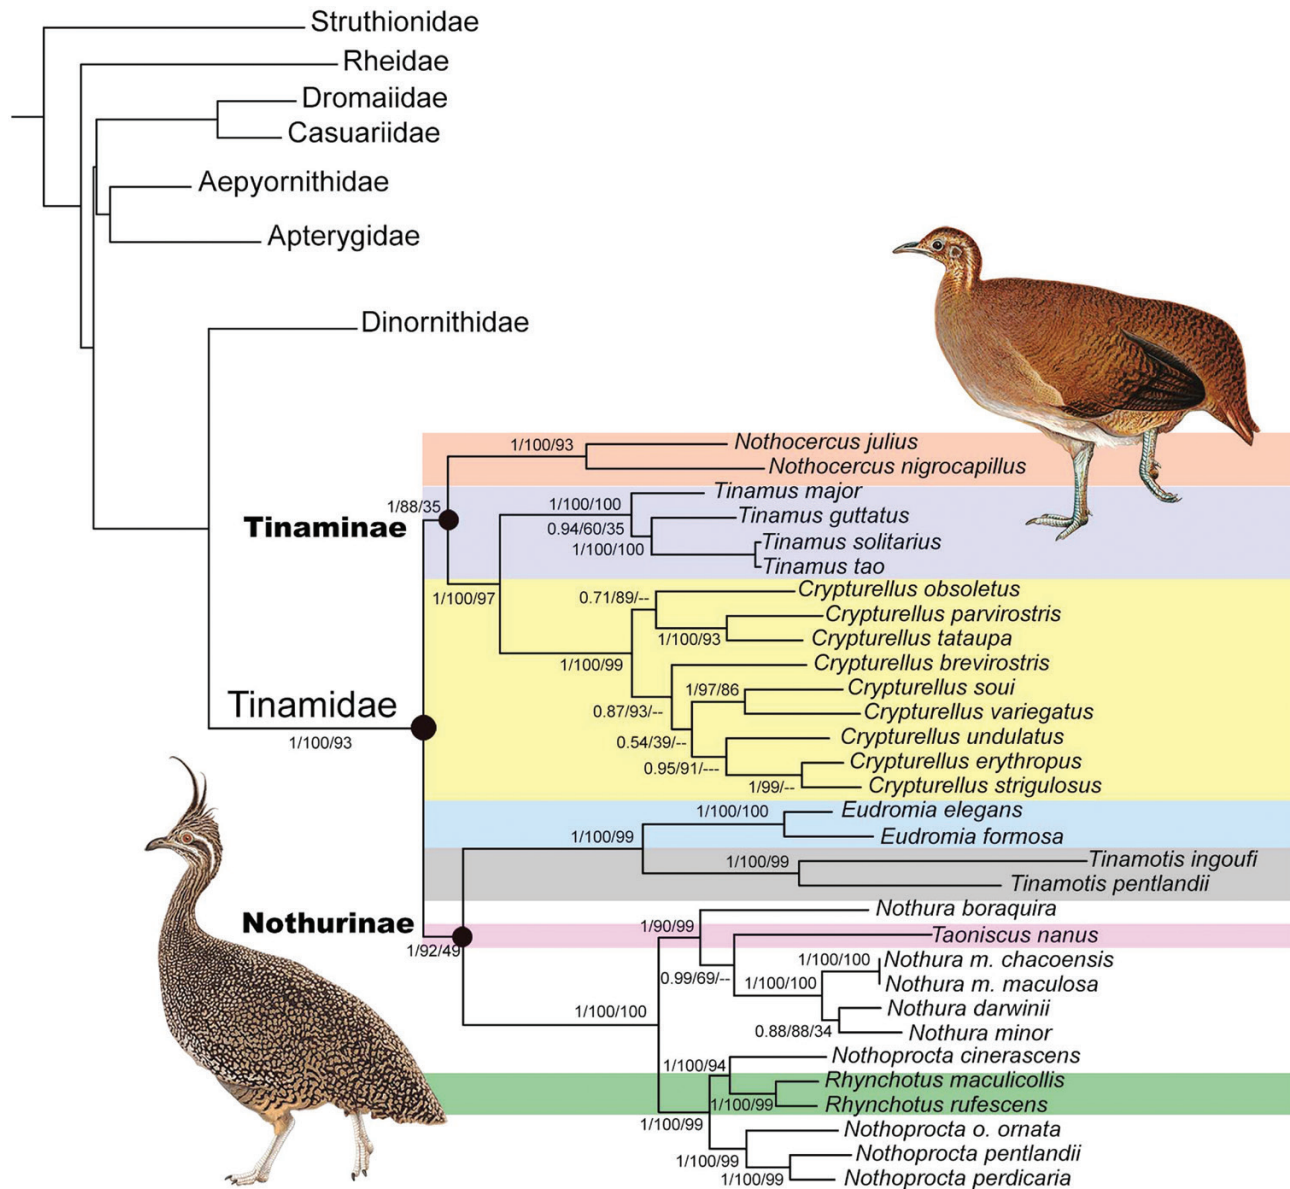 Struthionidae
Rheidae
Dromaiidae
Casuariidae
Aepyornithidae
Apterygidae
Dinornithidae
1/100/93
Nothocercus julius
Nothocercus nigrocapillus
1/88/35
Tinaminae
1/100/100
Tinamus major
0.94/60/35
Tinamus guttatus
1/100/100
Tinamus solitarius
Tinamus tao
1/100/97
0.71/89/--
Crypturellus obsoletus
Crypturellus parvirostris
1/100/93
Crypturellus tataupa
1/100/99
Crypturellus brevirostris
1/97/86
Crypturellus soui
0.87/93/--
Crypturellus variegatus
Tinamidae
1/100/93
0.54/39/--
Crypturellus undulatus
0.95/91/---
Crypturellus erythropus
1/99/--
Crypturellus strigulosus
1/100/100
Eudromia elegans
1/100/99
Eudromia formosa
1/100/99
Tinamotis ingoufi
Tinamotis pentlandii
Nothurinae
1/92/49
1/90/99
Nothura boraquira
Taoniscus nanus
0.99/69/--
1/100/100
Nothura m. chacoensis
1/100/100
Nothura m. maculosa
1/100/100
Nothura darwinii
0.88/88/34
Nothura minor
1/100/94
Nothoprocta cinerascens
Rhynchotus maculicollis
1/100/99
Rhynchotus rufescens
1/100/99
Nothoprocta o. ornata
1/100/99
Nothoprocta pentlandii
1/100/99
Nothoprocta perdicaria